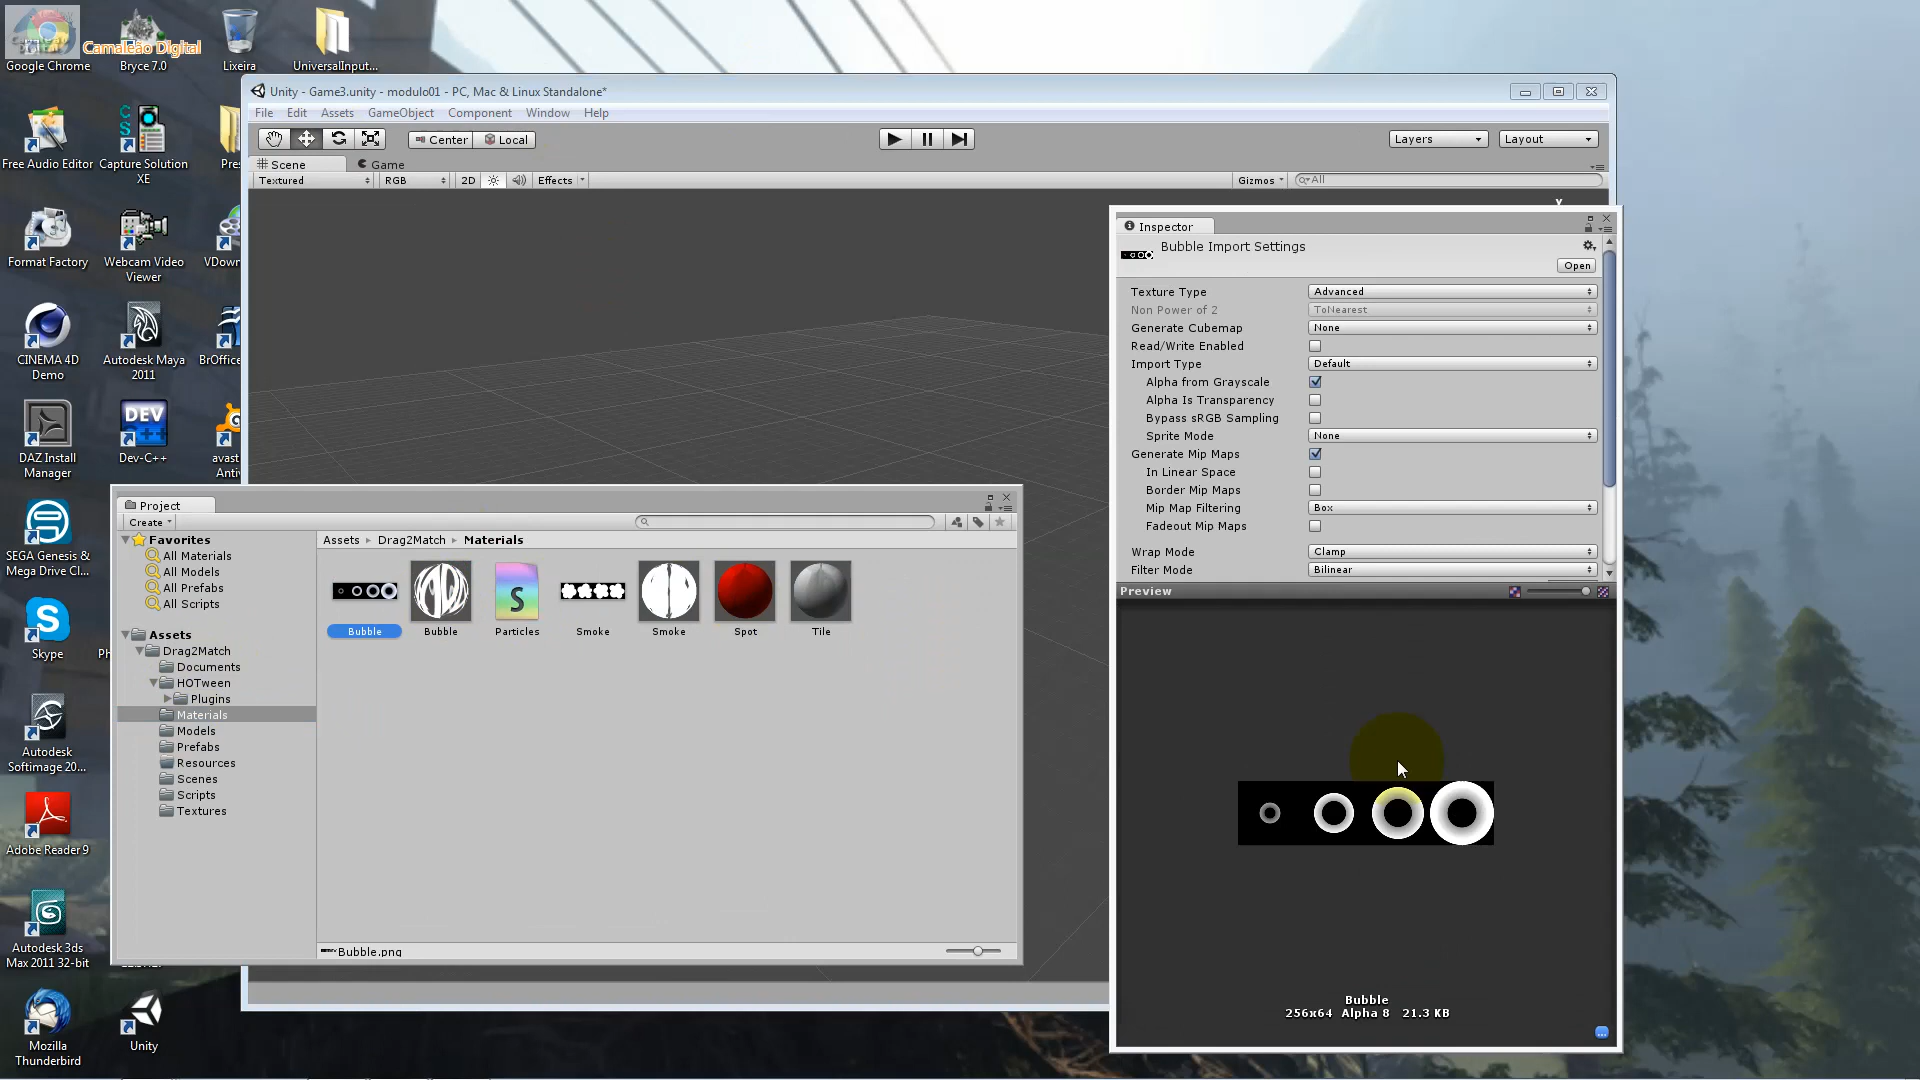 Google Chrome
Camaleão Digital
Bryce 7.0
Lixeira
UniversalInput...
Free Audio Editor
Capture Solution
XE
Pres
Format Factory
Webcam Video
Viewer
VDown
CINEMA 4D
Demo
Autodesk Maya
2011
BrOffice
DAZ Install
Manager
DEV
Dev-C++
avast
Anti
SEGA Genesis &
Mega Drive Cl...
Skype
Ph
Autodesk
Softimage 20...
Adobe Reader 9
Autodesk 3ds
Max 2011 32-bit
Mozilla
Thunderbird
Unity
Unity - Game3.unity - modulo01 - PC, Mac & Linux Standalone*
File Edit Assets GameObject Component Window Help
Center Local
Layers Layout
Scene Game
Textured RGB 2D Effects Gizmos All
y
Project
Create
Favorites
All Materials
All Models
All Prefabs
All Scripts
Assets
Drag2Match
Documents
HOTween
Plugins
Materials
Models
Prefabs
Resources
Scenes
Scripts
Textures
Assets Drag2Match Materials
Bubble Bubble Particles Smoke Smoke Spot Tile
Bubble.png
Inspector
Bubble Import Settings
Open
Texture Type Advanced
Non Power of 2 ToNearest
Generate Cubemap None
Read/Write Enabled
Import Type Default
Alpha from Grayscale
Alpha Is Transparency
Bypass sRGB Sampling
Sprite Mode None
Generate Mip Maps
In Linear Space
Border Mip Maps
Mip Map Filtering Box
Fadeout Mip Maps
Wrap Mode Clamp
Filter Mode Bilinear
Preview
Bubble
256x64 Alpha 8 21.3 KB